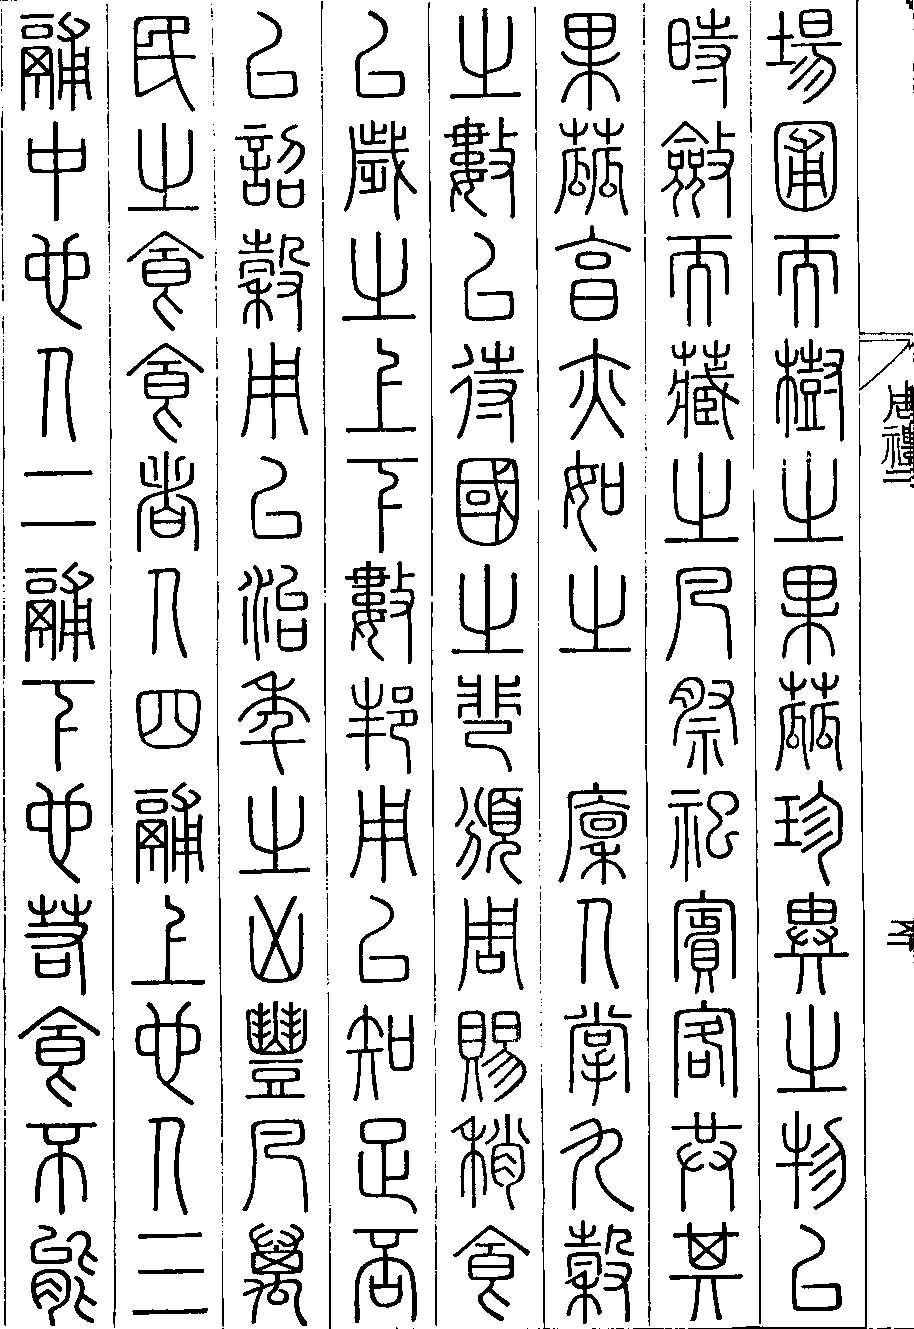 場圃而樹之果蓏珍異之物以
時斂而藏之凡祭祀賓客共其
果蓏享亦如之　廩人掌九穀
之數以待國之匪頒周賜稍食
以歲之上下數邦用以知足否
以詔穀用以治年之凶豐凡萬
民之食食者人四鬴上也人三
鬴中也人二鬴下也若食不能
周禮